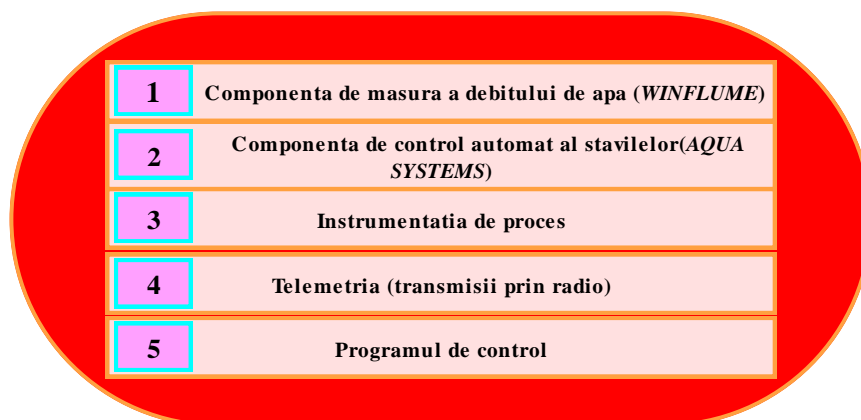 1 Componenta de masura a debitului de apa (WINFLUME)
2 Componenta de control automat al stavilelor(AQUA
SYSTEMS)
3 Instrumentatia de proces
4 Telemetria (transmisii prin radio)
5 Programul de control